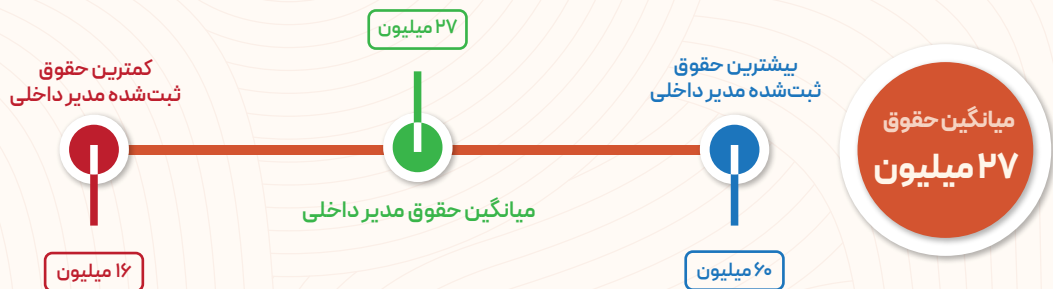 میانگین حقوق
۲۷ میلیون
بیشترین حقوق
ثبت‌شده مدیر داخلی
۶۰ میلیون
۲۷ میلیون
میانگین حقوق مدیر داخلی
کمترین حقوق
ثبت‌شده مدیر داخلی
۱۶ میلیون